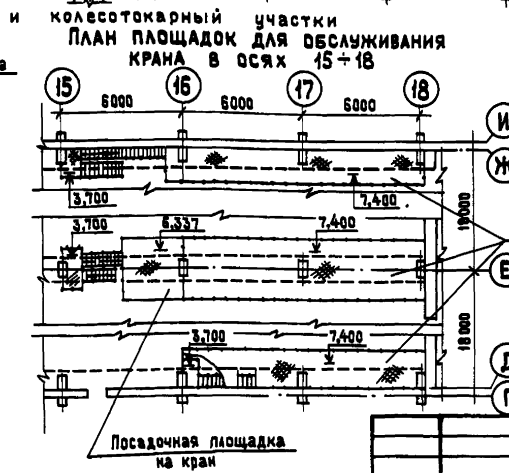 и колесотокарный участки
План площадок для обслуживания
крана в осях 15÷18
15 16 17 18
6000 6000 6000
И
Ж
3,700 7,400
18000
3,700 6,337 7,400
Е
18000
3,700 7,400
Д
Г
Посадочная площадка
на кран